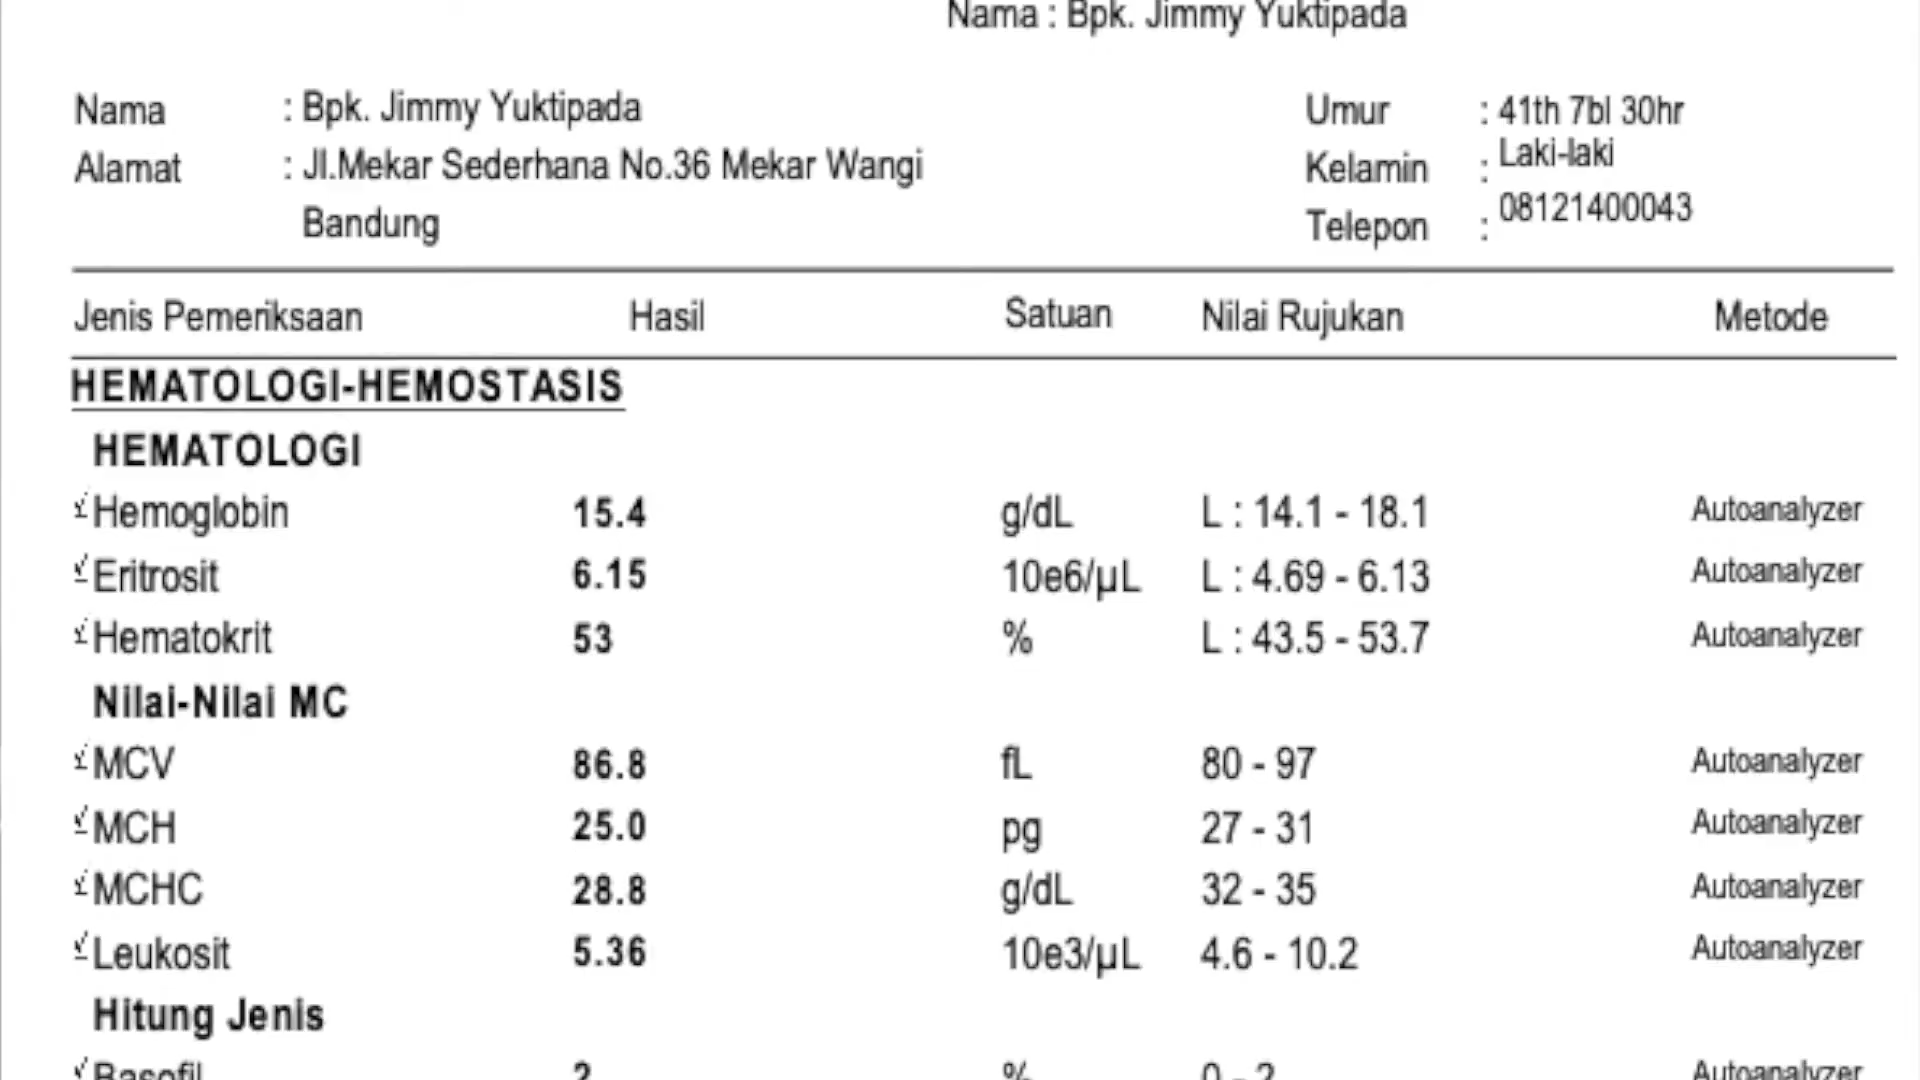 Nama : Bpk. Jimmy Yuktipada
Nama : Bpk. Jimmy Yuktipada Umur : 41th 7bl 30hr
Alamat : Jl.Mekar Sederhana No.36 Mekar Wangi Kelamin : Laki-laki
Bandung Telepon : 08121400043
Jenis Pemeriksaan Hasil Satuan Nilai Rujukan Metode
HEMATOLOGI-HEMOSTASIS
HEMATOLOGI
Hemoglobin 15.4 g/dL L : 14.1 - 18.1 Autoanalyzer
Eritrosit 6.15 10e6/µL L : 4.69 - 6.13 Autoanalyzer
Hematokrit 53 % L : 43.5 - 53.7 Autoanalyzer
Nilai-Nilai MC
MCV 86.8 fL 80 - 97 Autoanalyzer
MCH 25.0 pg 27 - 31 Autoanalyzer
MCHC 28.8 g/dL 32 - 35 Autoanalyzer
Leukosit 5.36 10e3/µL 4.6 - 10.2 Autoanalyzer
Hitung Jenis
Basofil 2 % 0 - 2 Autoanalyzer